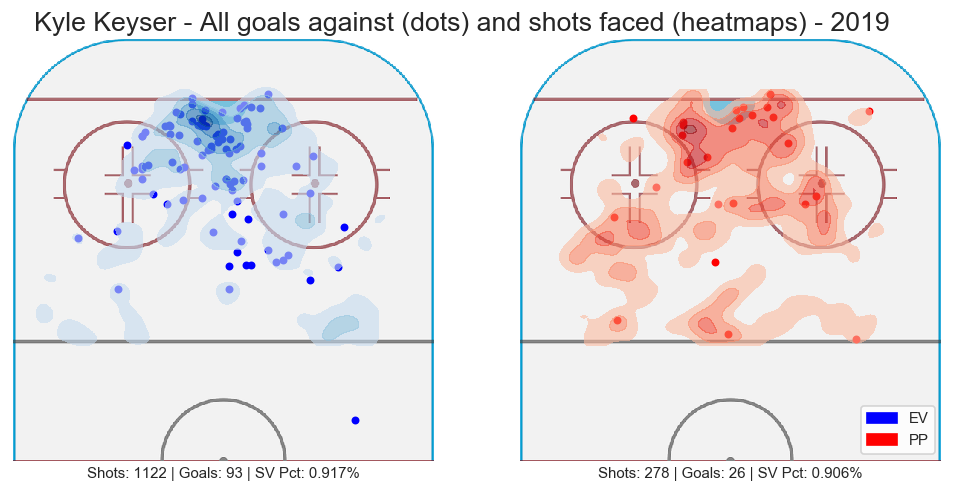 Kyle Keyser - All goals against (dots) and shots faced (heatmaps) - 2019
EV
PP
Shots: 1122 | Goals: 93 | SV Pct: 0.917%
Shots: 278 | Goals: 26 | SV Pct: 0.906%